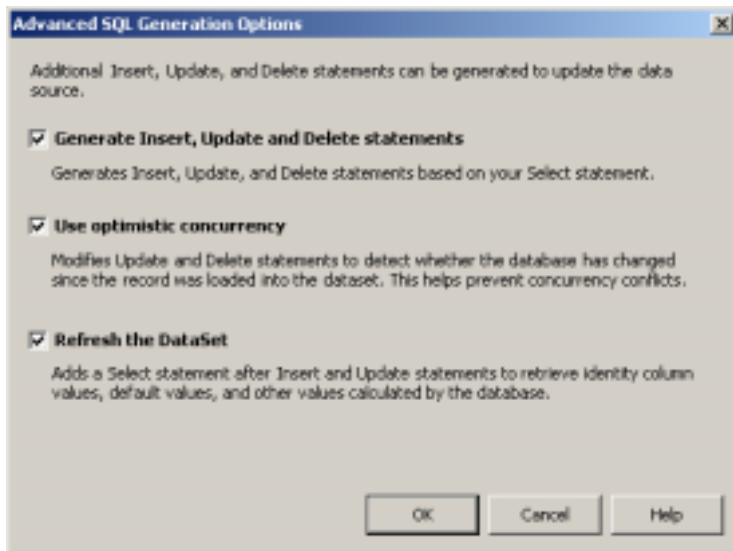 Advanced SQL Generation Options
Additional Insert, Update, and Delete statements can be generated to update the data
source.
Generate Insert, Update and Delete statements
Generates Insert, Update, and Delete statements based on your Select statement.
Use optimistic concurrency
Modifies Update and Delete statements to detect whether the database has changed
since the record was loaded into the dataset. This helps prevent concurrency conflicts.
Refresh the DataSet
Adds a Select statement after Insert and Update statements to retrieve identity column
values, default values, and other values calculated by the database.
OK Cancel Help